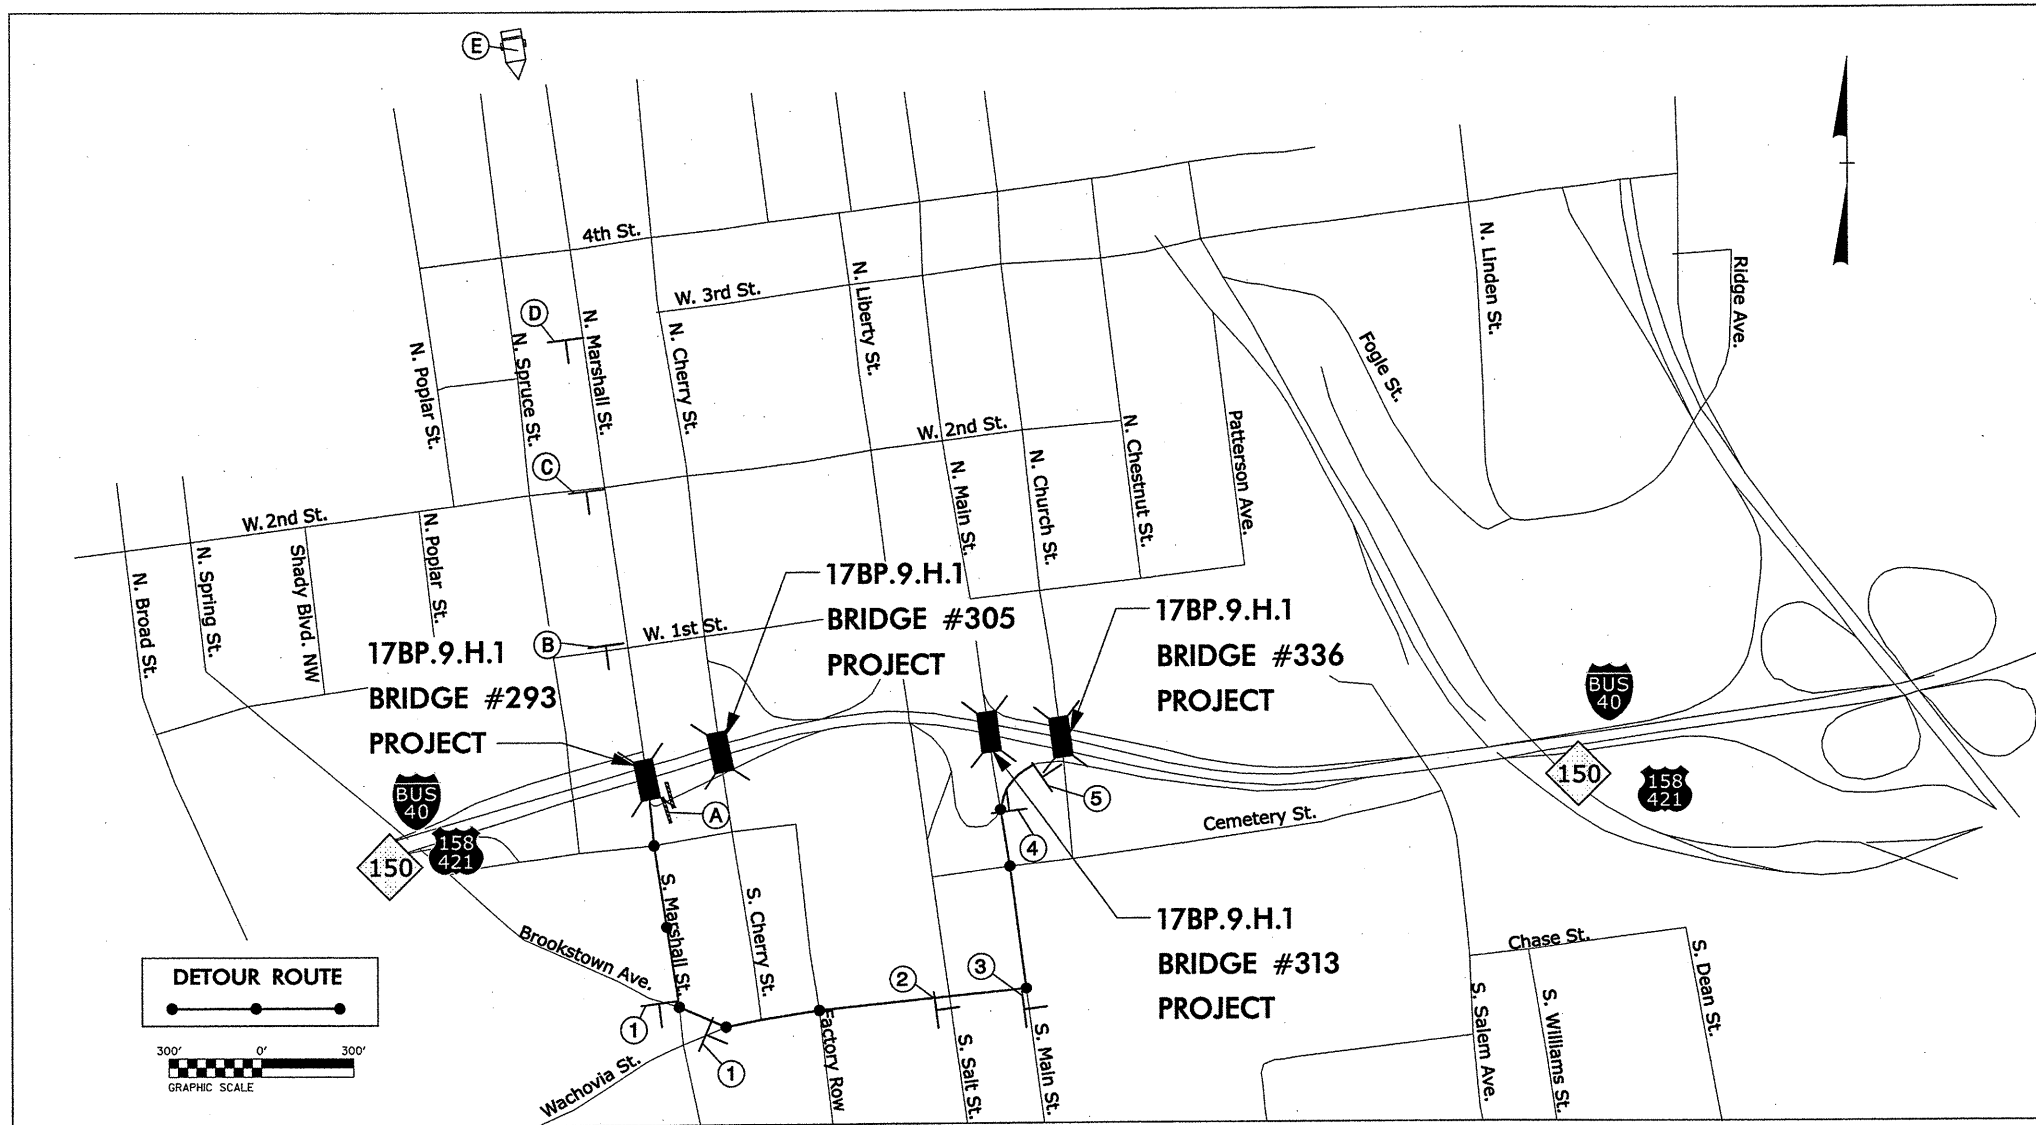 E
4th St.
W. 3rd St.
N. Liberty St.
N. Linden St.
Ridge Ave.
D
N. Poplar St.
N. Spruce St.
N. Marshall St.
N. Cherry St.
Fogle St.
C
W. 2nd St.
N. Main St.
N. Church St.
N. Chestnut St.
Patterson Ave.
W. 2nd St.
N. Broad St.
N. Spring St.
Shady Blvd. NW
N. Poplar St.
B
W. 1st St.
17BP.9.H.1
BRIDGE #305
PROJECT
17BP.9.H.1
BRIDGE #336
PROJECT
17BP.9.H.1
BRIDGE #293
PROJECT
BUS
40
150
158
421
BUS
40
150
158
421
A
5
4
Cemetery St.
17BP.9.H.1
BRIDGE #313
PROJECT
S. Marshall St.
S. Cherry St.
Brookstown Ave.
1
1
2
3
Wachovia St.
Factory Row
S. Salt St.
S. Main St.
Chase St.
S. Salem Ave.
S. Williams St.
S. Dean St.
DETOUR ROUTE
300' 0' 300'
GRAPHIC SCALE